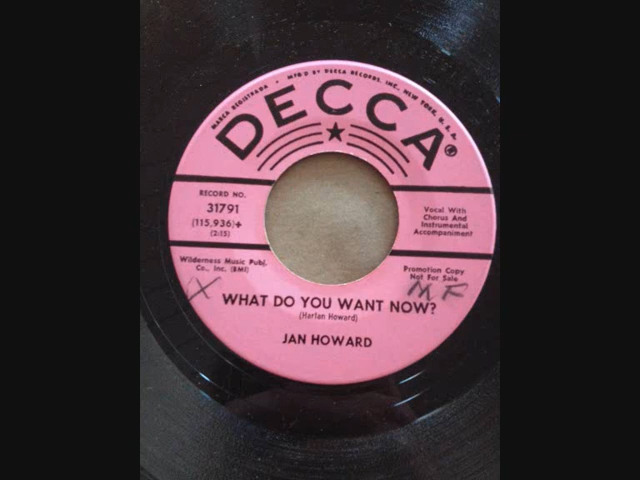 MARCA REGISTRADA • MFR'D BY DECCA RECORDS, INC., NEW YORK, U.S.A.
DECCA®
RECORD NO.
31791
(115,936)+
(2:15)
Vocal With
Chorus And
Instrumental
Accompaniment
Wilderness Music Publ.
Co., Inc. (BMI)
Promotion Copy
Not For Sale
X
MF
WHAT DO YOU WANT NOW?
(Harlan Howard)
JAN HOWARD